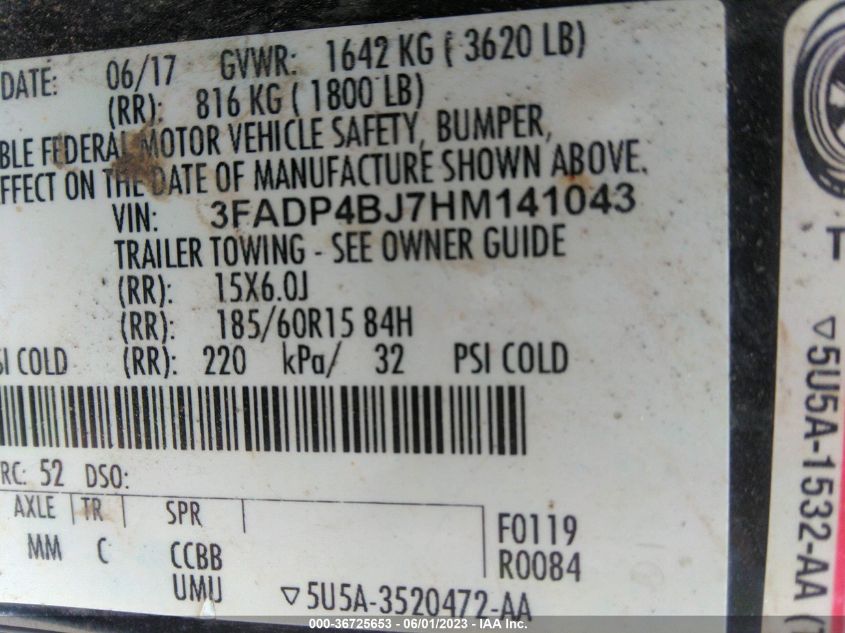 DATE: 06/17 GVWR: 1642 KG ( 3620 LB)
(RR): 816 KG ( 1800 LB)
BLE FEDERAL MOTOR VEHICLE SAFETY, BUMPER,
EFFECT ON THE DATE OF MANUFACTURE SHOWN ABOVE.
VIN: 3FADP4BJ7HM141043
TRAILER TOWING - SEE OWNER GUIDE
(RR): 15X6.0J
(RR): 185/60R15 84H
SI COLD (RR): 220 kPa/ 32 PSI COLD
RC: 52 DSO:
AXLE TR SPR
F0119
MM C CCBB
R0084
UMU
5U5A-3520472-AA
T
5U5A-1532-AA (
000-36725653 - 06/01/2023 - IAA Inc.